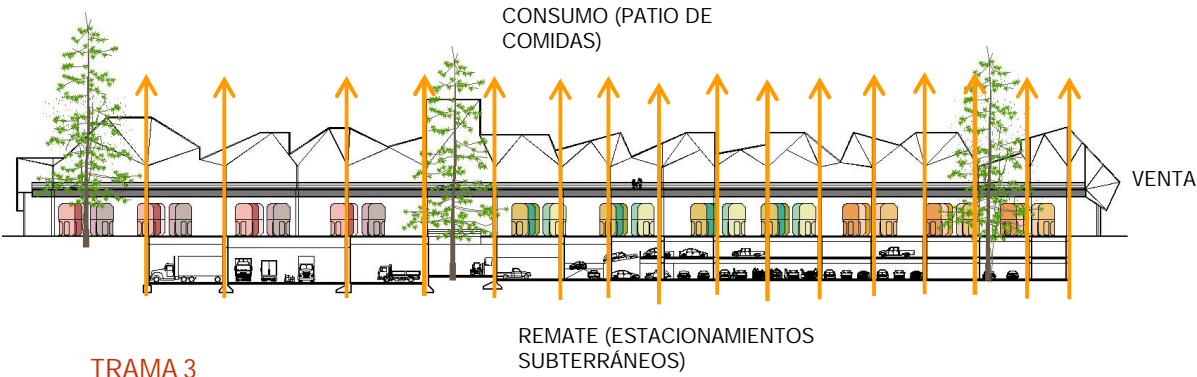 CONSUMO (PATIO DE
COMIDAS)
VENTA
REMATE (ESTACIONAMIENTOS
SUBTERRÁNEOS)
TRAMA 3